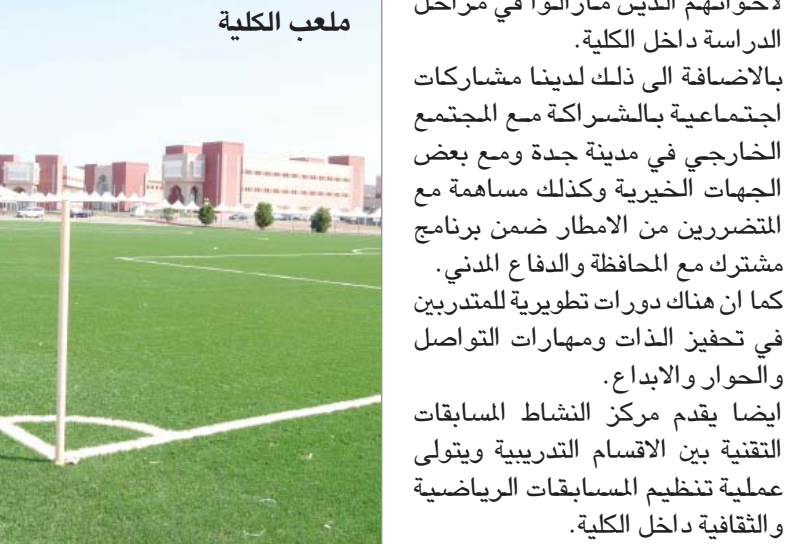 ملعب الكلية
لاخوانهم الذين مازالوا في مراحل
الدراسة داخل الكلية.
بالاضافة الى ذلك لدينا مشاركات
اجتماعية بالشراكة مع المجتمع
الخارجي في مدينة جدة ومع بعض
الجهات الخيرية وكذلك مساهمة مع
المتضررين من الامطار ضمن برنامج
مشترك مع المحافظة والدفاع المدني.
كما ان هناك دورات تطويرية للمتدربين
في تحفيز الذات ومهارات التواصل
والحوار والابداع.
ايضا يقدم مركز النشاط المسابقات
التقنية بين الاقسام التدريبية ويتولى
عملية تنظيم المسابقات الرياضية
والثقافية داخل الكلية.